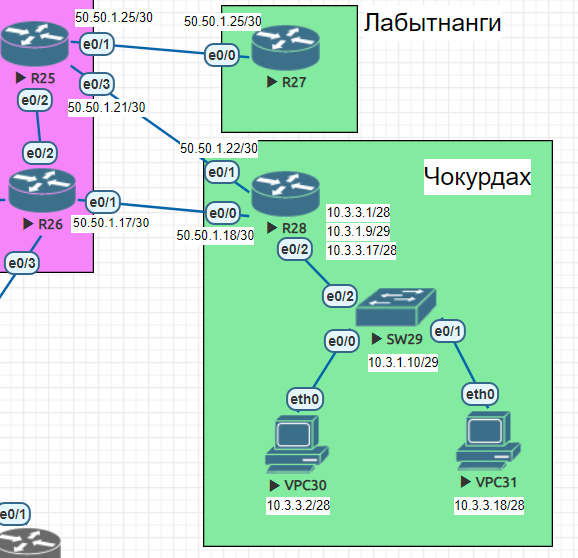 50.50.1.25/30
50.50.1.25/30
Лабытнанги
e0/1
e0/0
R25
R27
e0/3
e0/2
50.50.1.21/30
50.50.1.22/30
e0/2
e0/1
Чокурдах
e0/1
e0/0
R26
50.50.1.17/30
50.50.1.18/30
R28
10.3.3.1/28
10.3.1.9/29
10.3.3.17/28
e0/2
e0/3
e0/2
SW29
e0/0
e0/1
10.3.1.10/29
eth0
eth0
VPC30
VPC31
10.3.3.2/28
10.3.3.18/28
e0/1